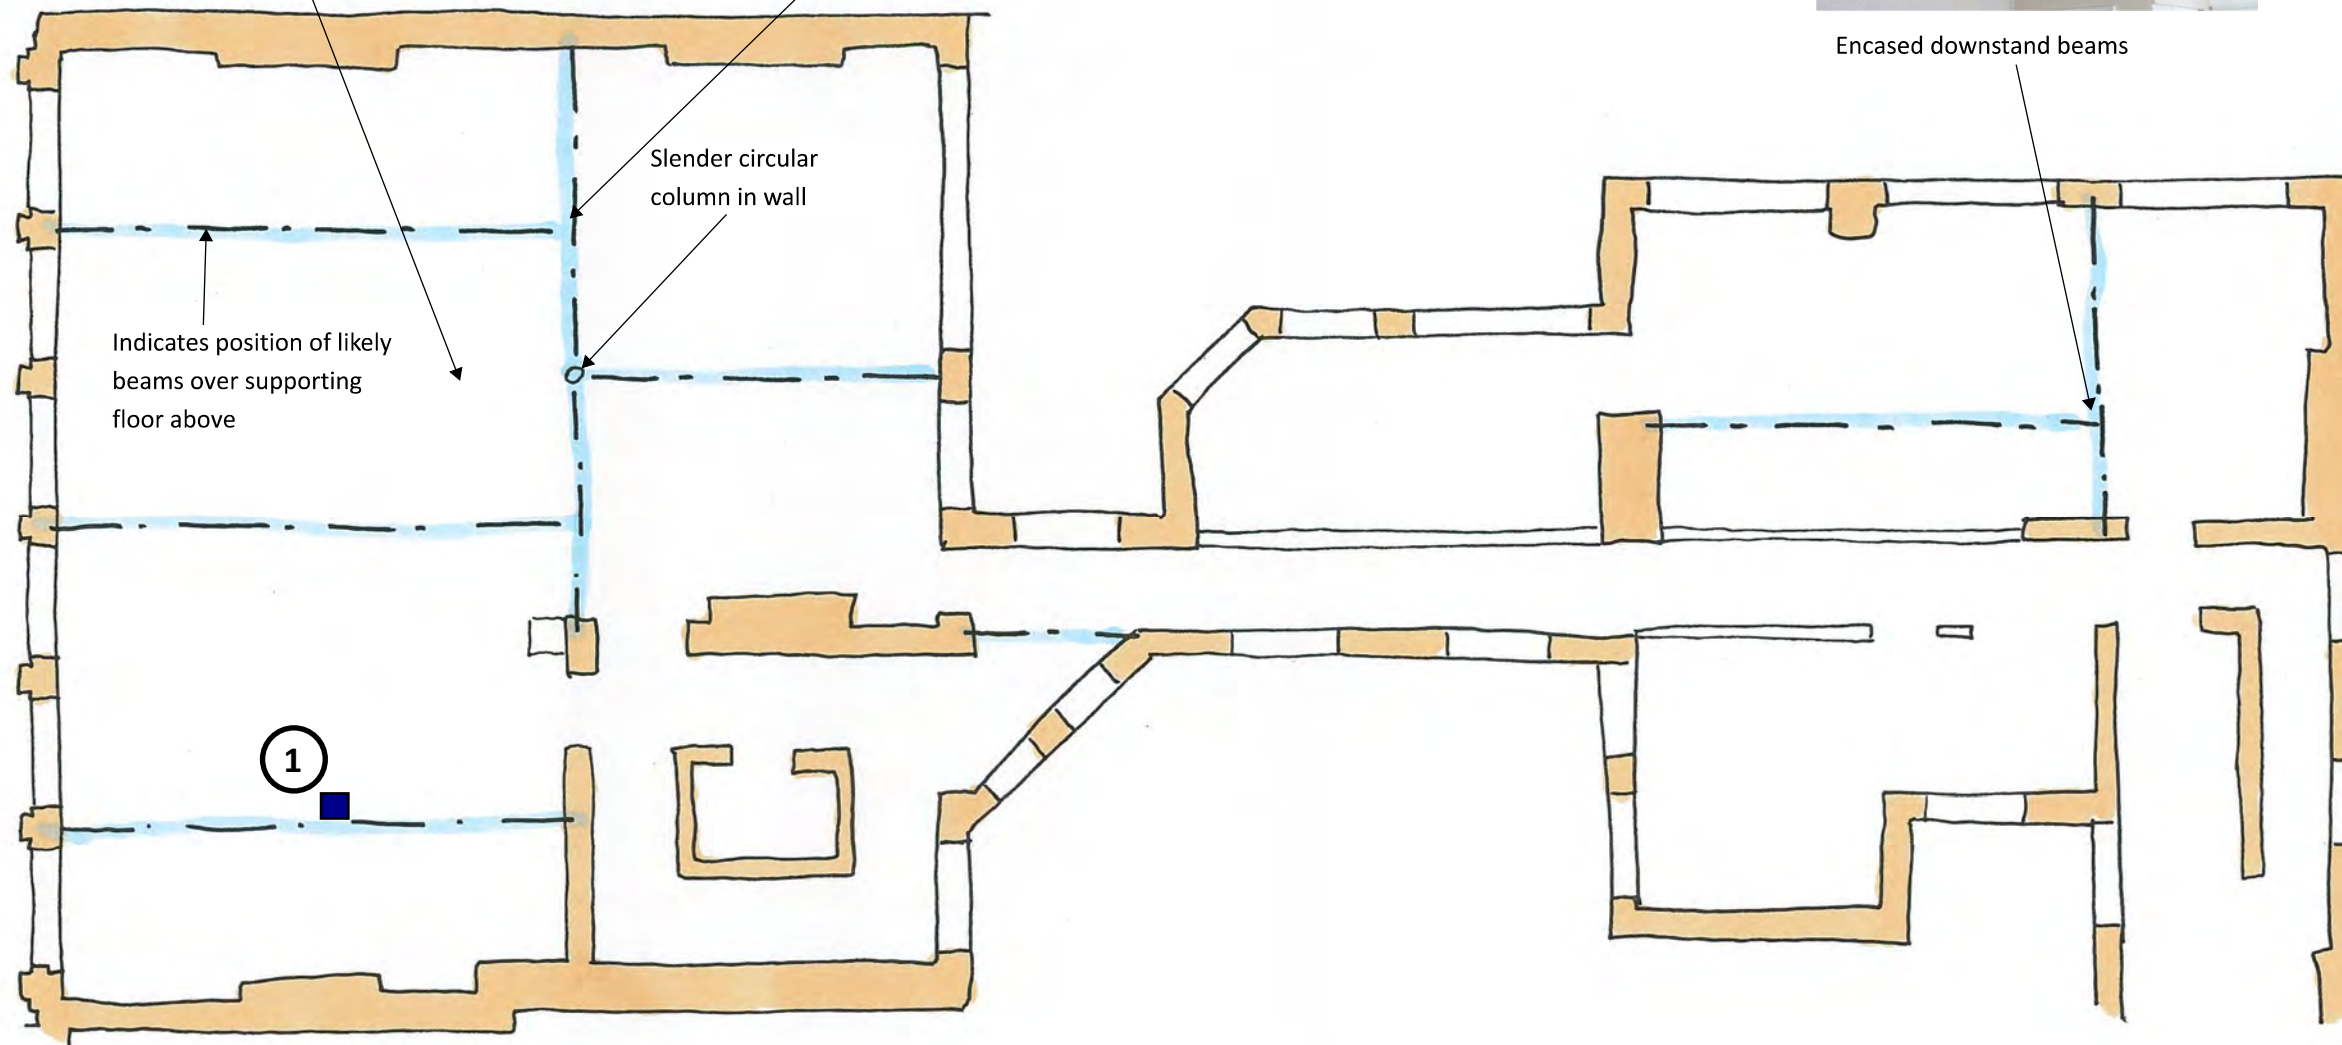 Encased downstand beams
Slender circular
column in wall
Indicates position of likely
beams over supporting
floor above
1